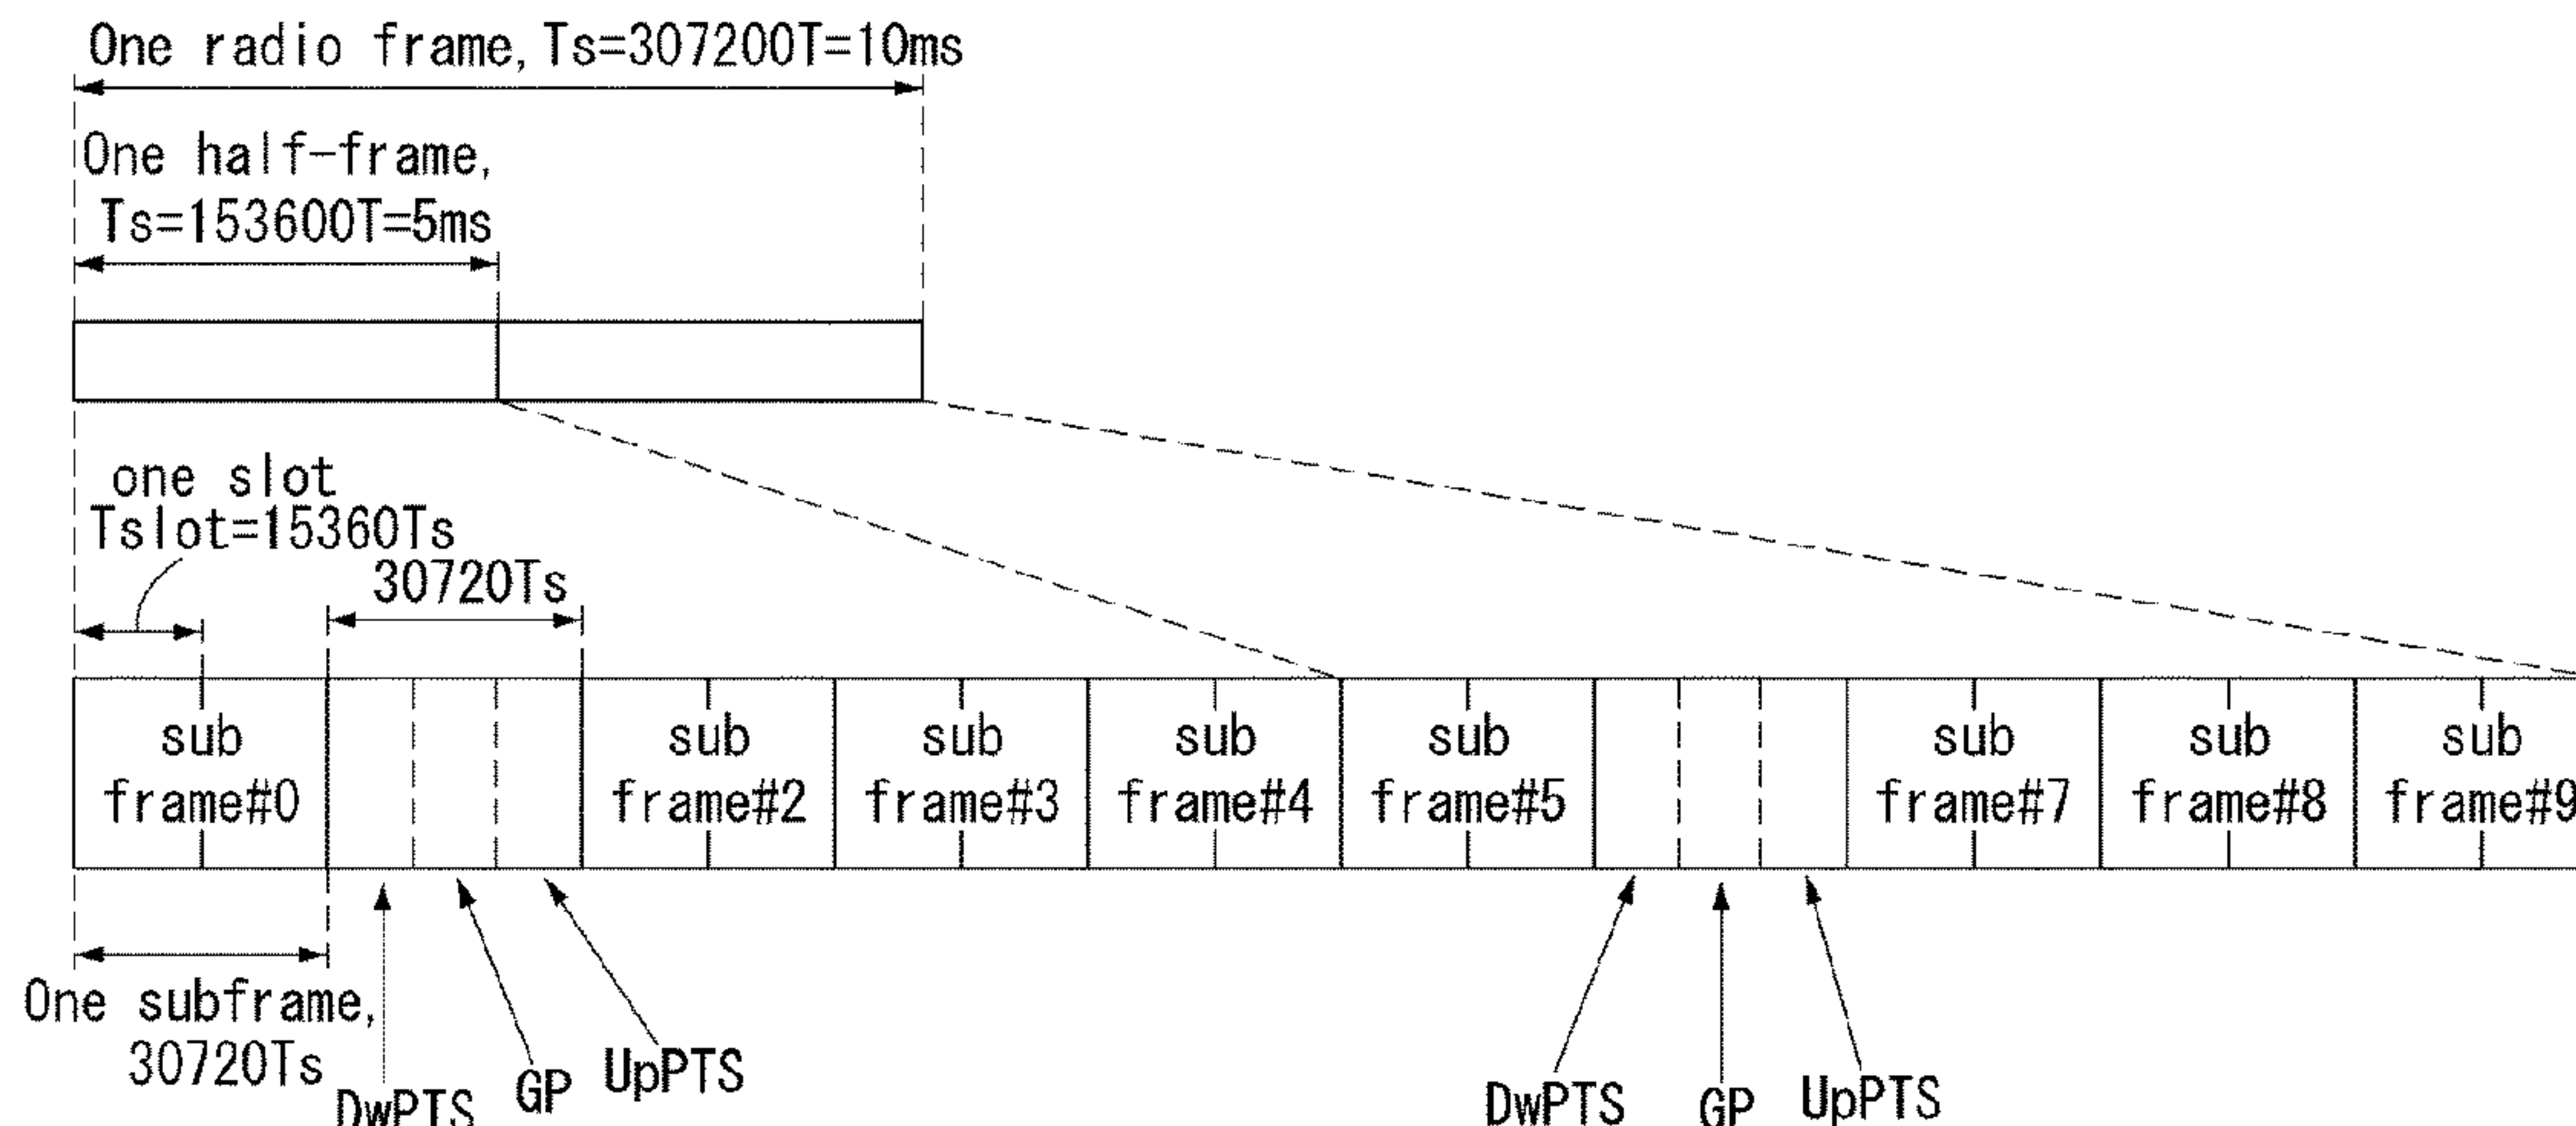 One radio frame, Ts=307200T=10ms
One half-frame,
Ts=153600T=5ms
one slot
Tslot=15360Ts
30720Ts
sub
frame#0
sub
frame#2
sub
frame#3
sub
frame#4
sub
frame#5
sub
frame#7
sub
frame#8
sub
frame#9
One subframe,
30720Ts
DwPTS
GP
UpPTS
DwPTS
GP
UpPTS